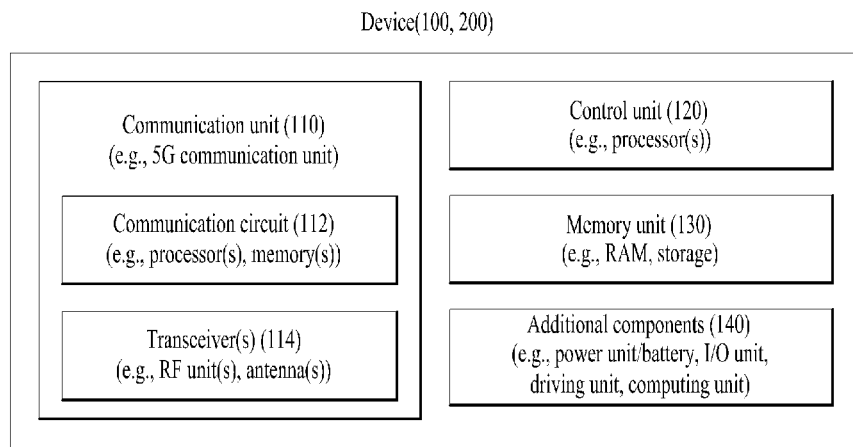 Device(100, 200)
Communication unit (110)
(e.g., 5G communication unit)
Communication circuit (112)
(e.g., processor(s), memory(s))
Transceiver(s) (114)
(e.g., RF unit(s), antenna(s))
Control unit (120)
(e.g., processor(s))
Memory unit (130)
(e.g., RAM, storage)
Additional components (140)
(e.g., power unit/battery, I/O unit,
driving unit, computing unit)